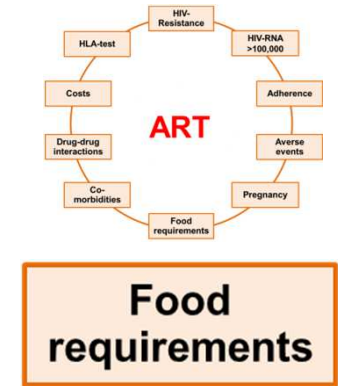 HIV-
Resistance
HLA-test
HIV-RNA
>100,000
Costs
Adherence
ART
Drug-drug
interactions
Averse
events
Co-
morbidities
Pregnancy
Food
requirements
Food
requirements